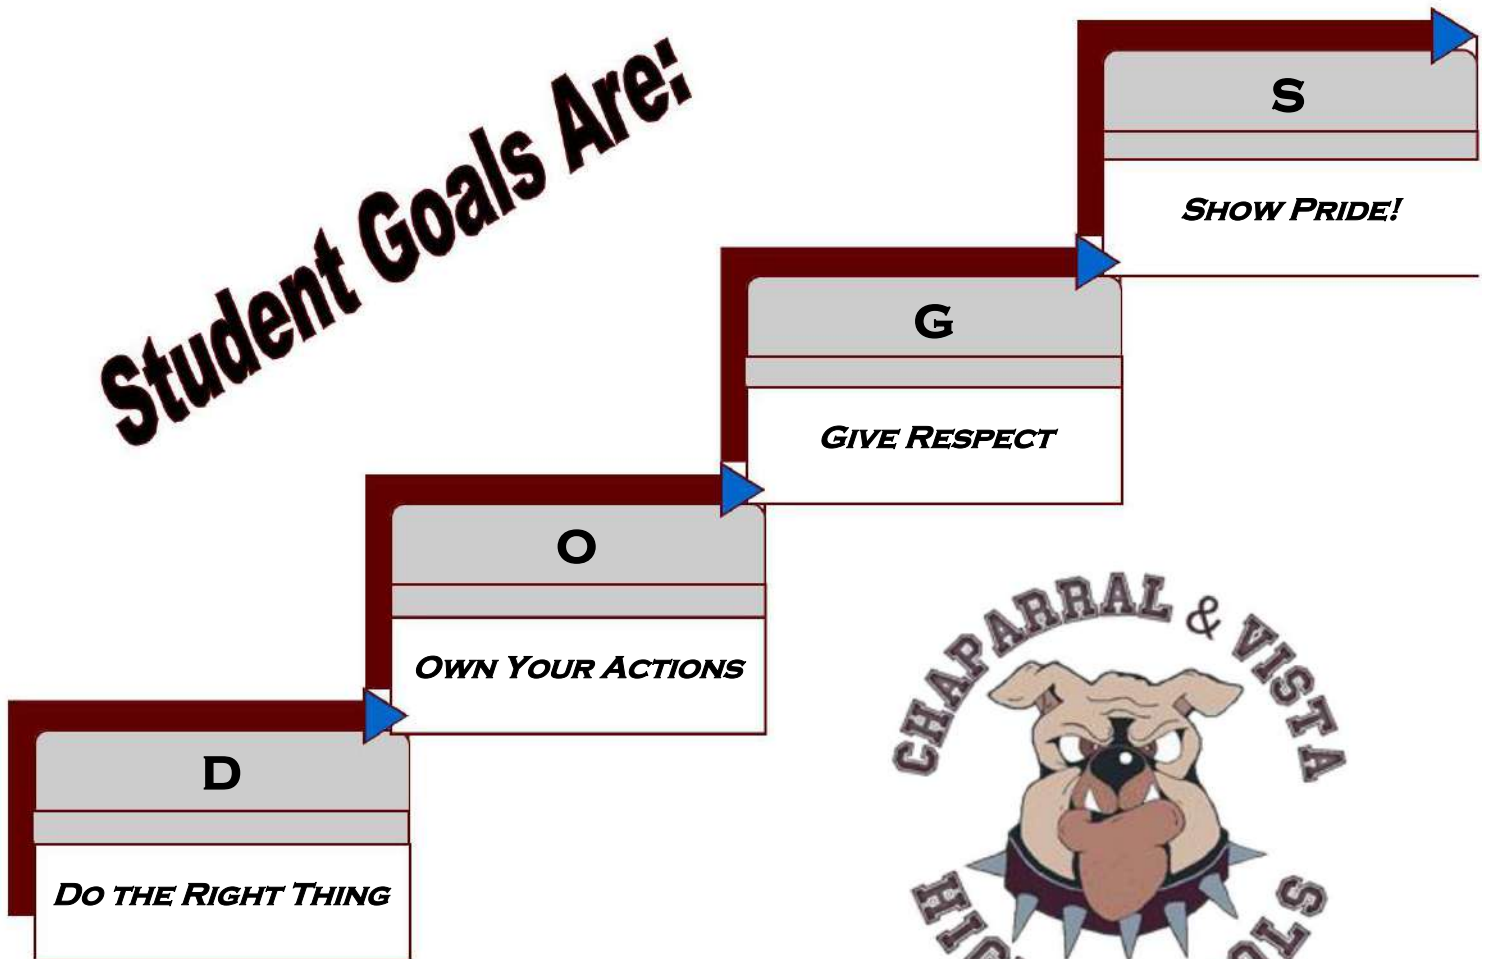 Student Goals Are:
S
SHOW PRIDE!
G
GIVE RESPECT
O
OWN YOUR ACTIONS
D
DO THE RIGHT THING
CHAPARRAL & VISTA